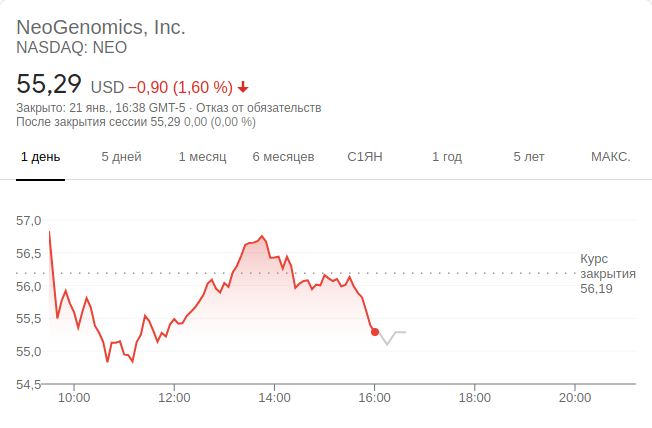 NeoGenomics, Inc.
NASDAQ: NEO
55,29 USD −0,90 (1,60 %)
Закрыто: 21 янв., 16:38 GMT-5 · Отказ от обязательств
После закрытия сессии 55,29 0,00 (0,00 %)
1 день 5 дней 1 месяц 6 месяцев С1ЯН 1 год 5 лет МАКС.
57,0
56,5
Курс
закрытия
56,19
56,0
55,5
55,0
54,5
10:00 12:00 14:00 16:00 18:00 20:00